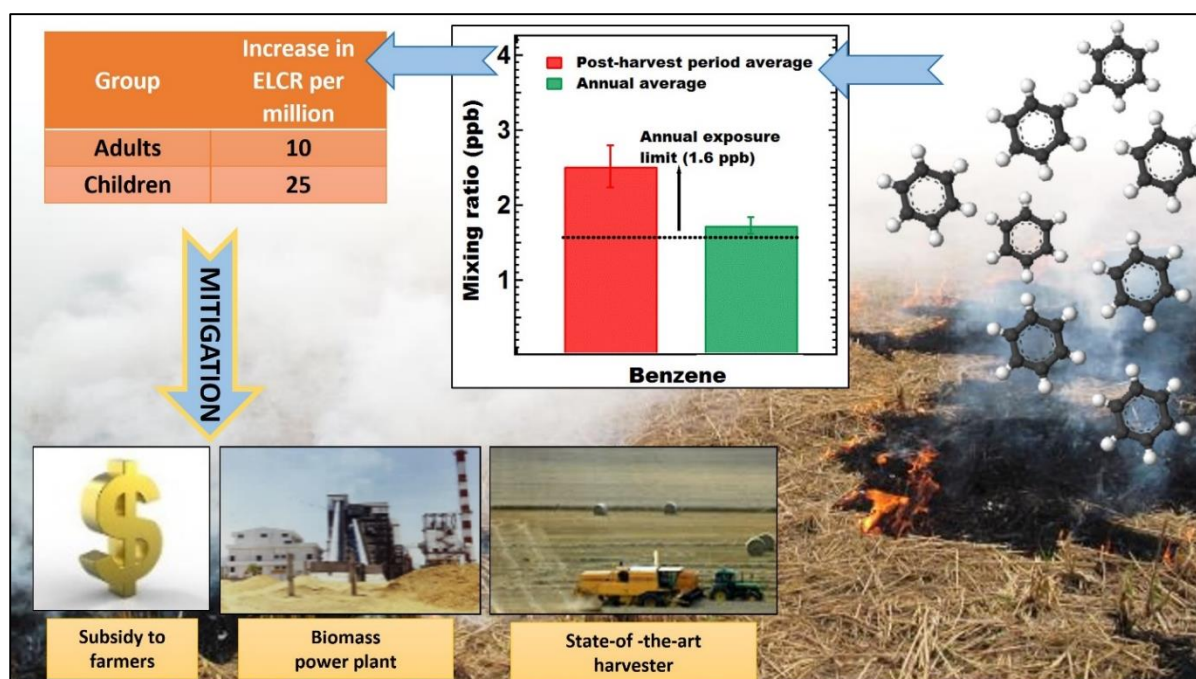 Group
Increase in
ELCR per
million
Adults 10
Children 25
4
3
2
1
Mixing ratio (ppb)
Post-harvest period average
Annual average
Annual exposure
limit (1.6 ppb)
Benzene
MITIGATION
$
Subsidy to
farmers
Biomass
power plant
State-of -the-art
harvester